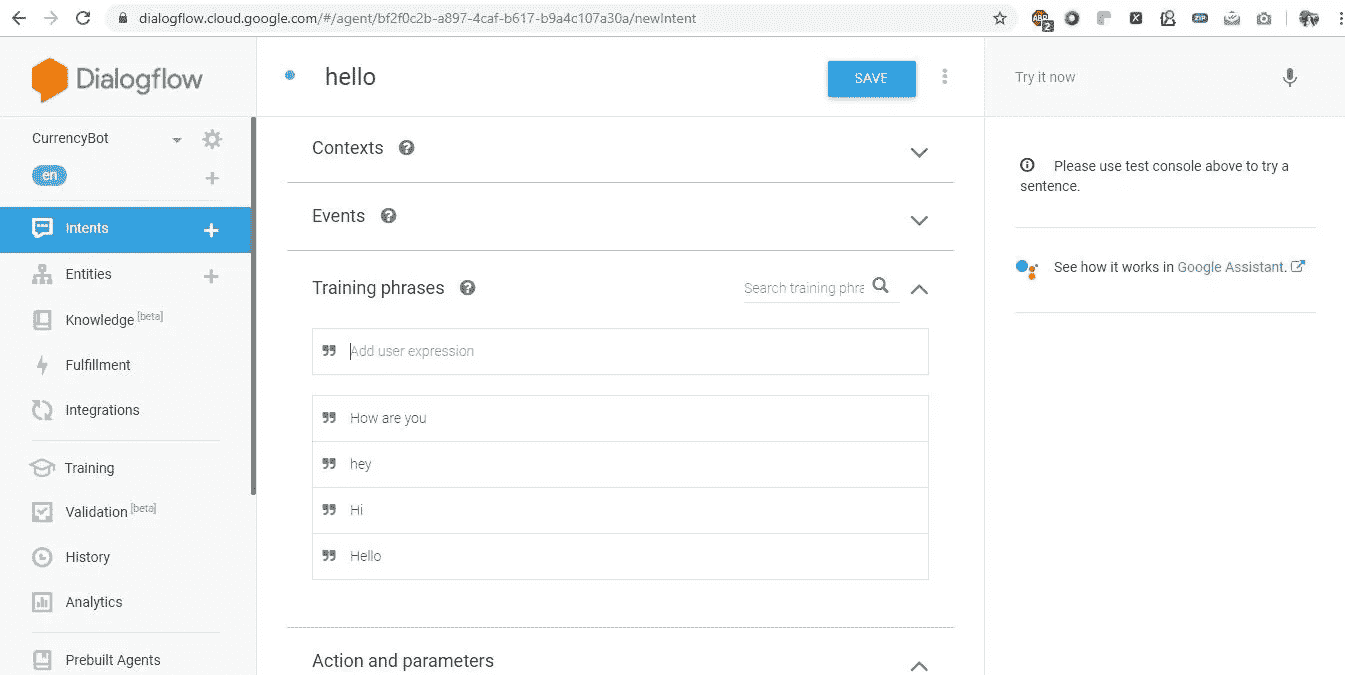 dialogflow.cloud.google.com/#/agent/bf2f0c2b-a897-4caf-b617-b9a4c107a30a/newIntent
ABP
2
ZIP
Dialogflow
CurrencyBot
en
Intents
Entities
Knowledge [beta]
Fulfillment
Integrations
Training
Validation [beta]
History
Analytics
Prebuilt Agents
hello
SAVE
Contexts
Events
Training phrases
Search training phra
Add user expression
How are you
hey
Hi
Hello
Action and parameters
Try it now
Please use test console above to try a
sentence.
See how it works in Google Assistant.